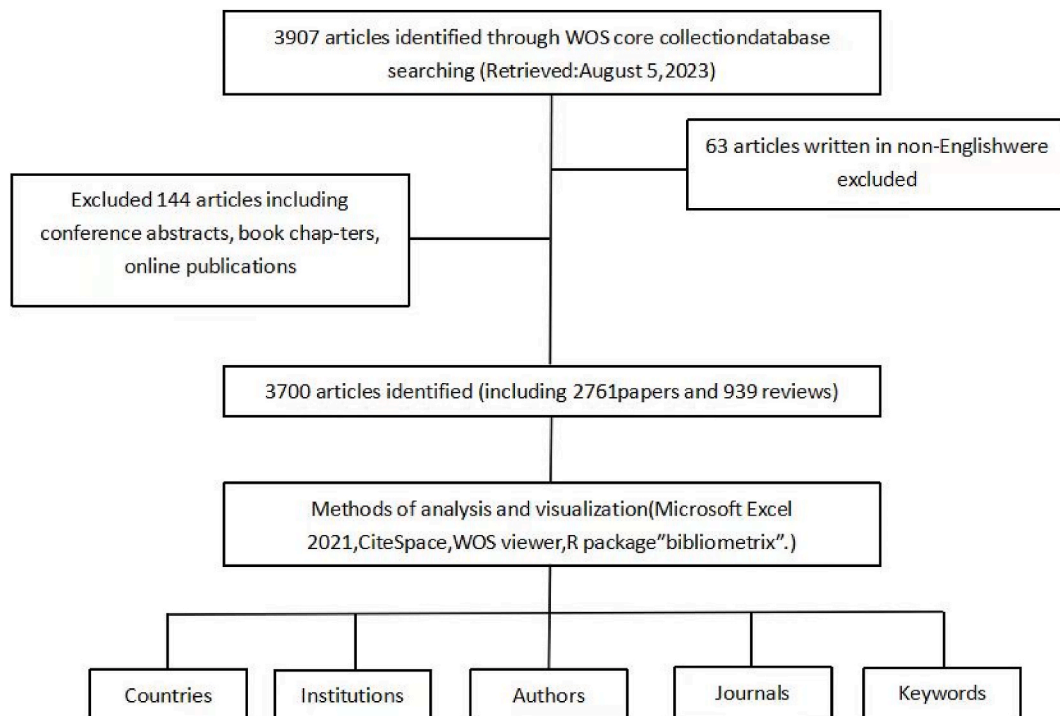 3907 articles identified through WOS core collectiondatabase
searching (Retrieved:August 5,2023)
63 articles written in non-Englishwere
excluded
Excluded 144 articles including
conference abstracts, book chap-ters,
online publications
3700 articles identified (including 2761papers and 939 reviews)
Methods of analysis and visualization(Microsoft Excel
2021,CiteSpace,WOS viewer,R package”bibliometrix”.)
Countries
Institutions
Authors
Journals
Keywords